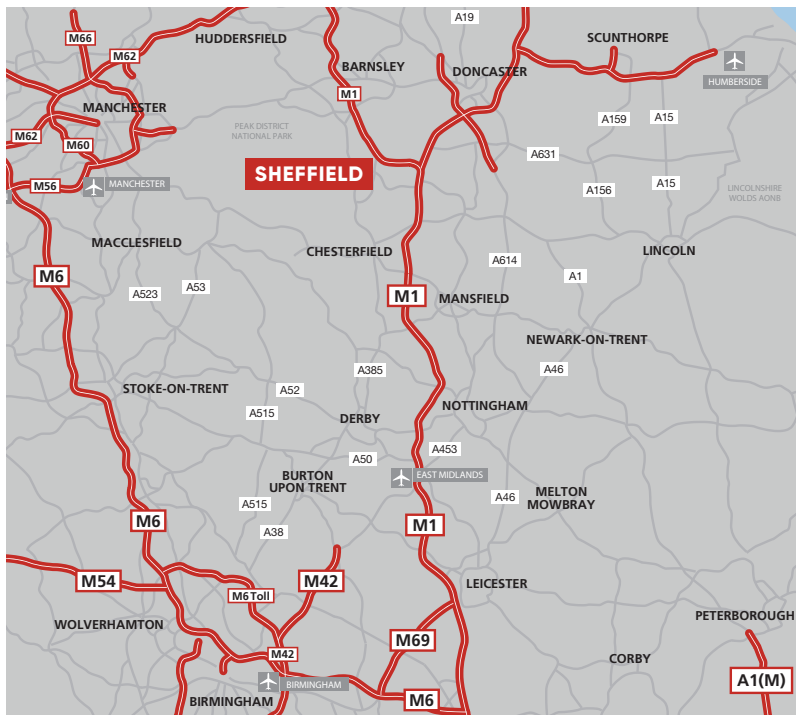 A19
M66
HUDDERSFIELD
SCUNTHORPE
M62
BARNSLEY
DONCASTER
HUMBERSIDE
M1
MANCHESTER
A159
A15
PEAK DISTRICT
NATIONAL PARK
M62
M60
A631
SHEFFIELD
M56
MANCHESTER
A156
A15
LINCOLNSHIRE
WOLDS AONB
MACCLESFIELD
CHESTERFIELD
LINCOLN
A614
M6
A1
A523
A53
M1
MANSFIELD
NEWARK-ON-TRENT
A385
A46
STOKE-ON-TRENT
A52
A515
DERBY
NOTTINGHAM
A453
A50
BURTON
UPON TRENT
EAST MIDLANDS
A515
A46
MELTON
MOWBRAY
M6
M1
A38
M54
M42
LEICESTER
M6 Toll
WOLVERHAMTON
PETERBOROUGH
M69
M42
CORBY
BIRMINGHAM
A1(M)
BIRMINGHAM
M6